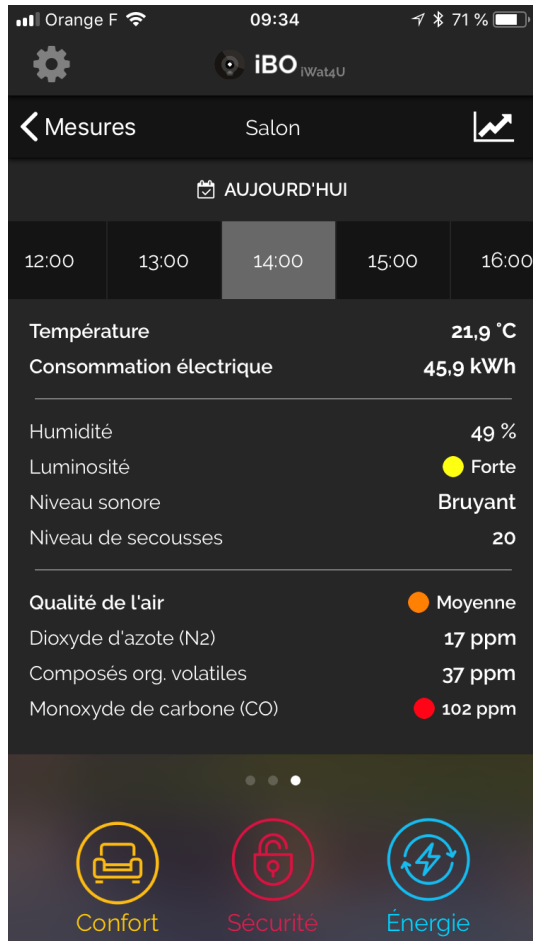 Orange F 09:34 71 %
iBO iWat4U
Mesures Salon
AUJOURD'HUI
12:00 13:00 14:00 15:00 16:00
Température 21,9 °C
Consommation électrique 45,9 kWh
Humidité 49 %
Luminosité Forte
Niveau sonore Bruyant
Niveau de secousses 20
Qualité de l'air Moyenne
Dioxyde d'azote (N2) 17 ppm
Composés org. volatiles 37 ppm
Monoxyde de carbone (CO) 102 ppm
Confort Sécurité Énergie